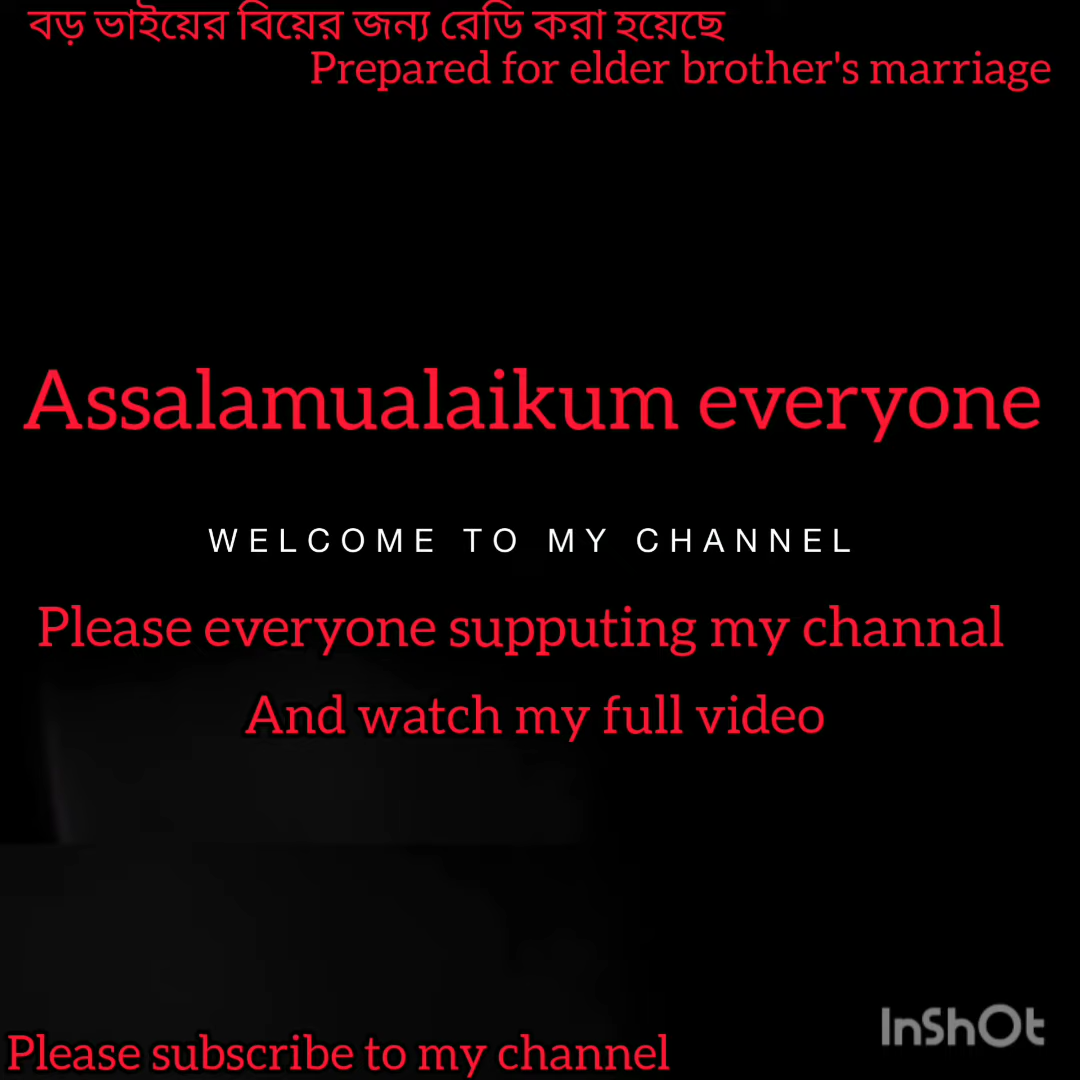 বড় ভাইয়ের বিয়ের জন্য রেডি করা হয়েছে
Prepared for elder brother's marriage
Assalamualaikum everyone
WELCOME TO MY CHANNEL
Please everyone supputing my channal
And watch my full video
InShOt
Please subscribe to my channel